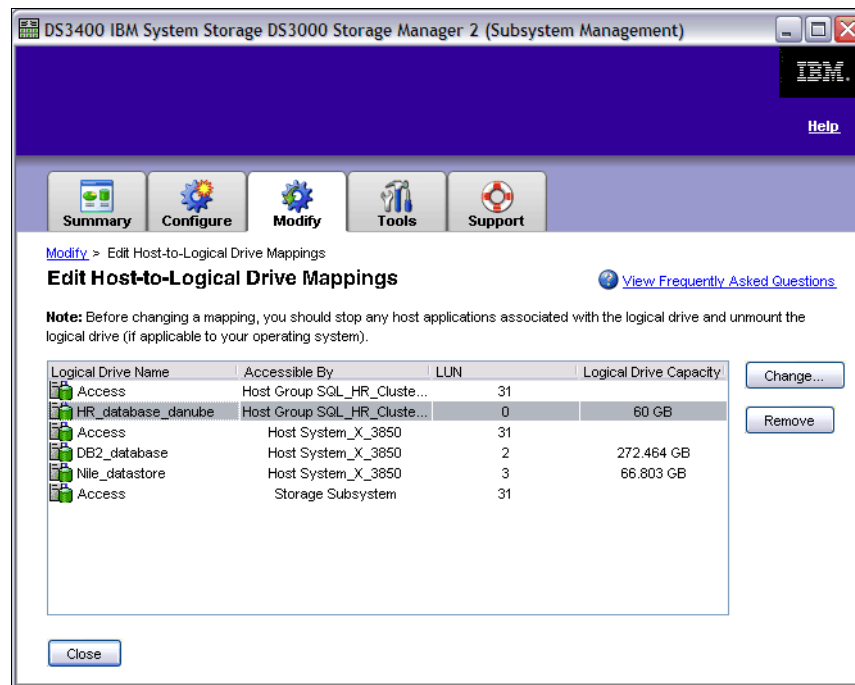 DS3400 IBM System Storage DS3000 Storage Manager 2 (Subsystem Management)
IBM.
Help
Summary Configure Modify Tools Support
Modify > Edit Host-to-Logical Drive Mappings
Edit Host-to-Logical Drive Mappings
View Frequently Asked Questions
Note: Before changing a mapping, you should stop any host applications associated with the logical drive and unmount the
logical drive (if applicable to your operating system).
Logical Drive Name Accessible By LUN Logical Drive Capacity
Access Host Group SQL_HR_Cluste... 31
HR_database_danube Host Group SQL_HR_Cluste... 0 60 GB
Access Host System_X_3850 31
DB2_database Host System_X_3850 2 272.464 GB
Nile_datastore Host System_X_3850 3 66.803 GB
Access Storage Subsystem 31
Change...
Remove
Close